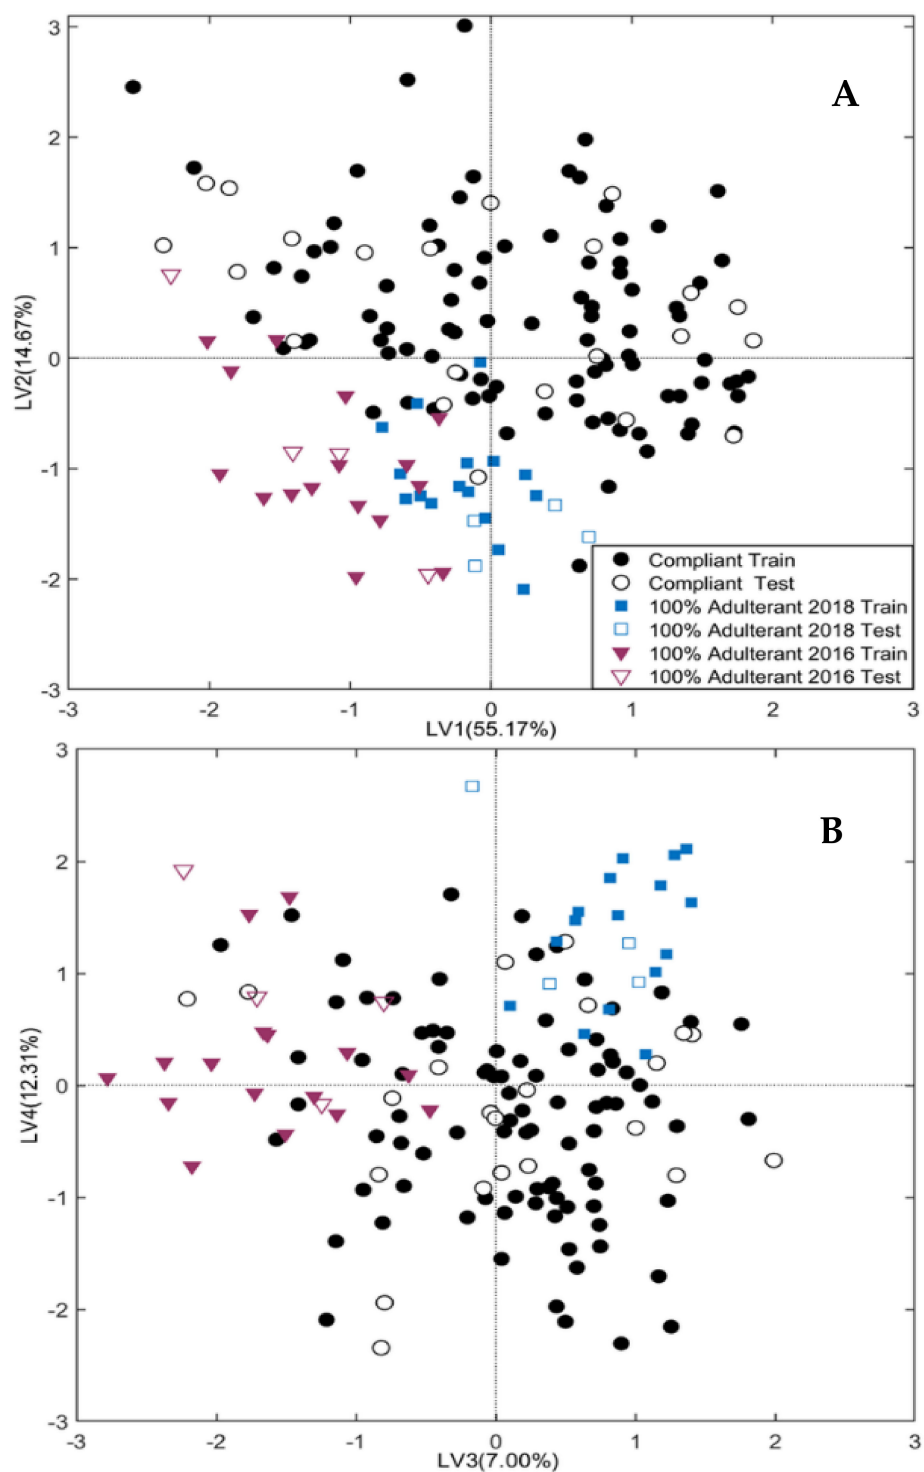 3
A
2
1
LV2(14.67%)
0
-1
-2
Compliant Train
Compliant Test
100% Adulterant 2018 Train
100% Adulterant 2018 Test
100% Adulterant 2016 Train
100% Adulterant 2016 Test
-3
-3 -2 -1 0 1 2 3
LV1(55.17%)
3
B
2
1
LV4(12.31%)
0
-1
-2
-3
-3 -2 -1 0 1 2 3
LV3(7.00%)